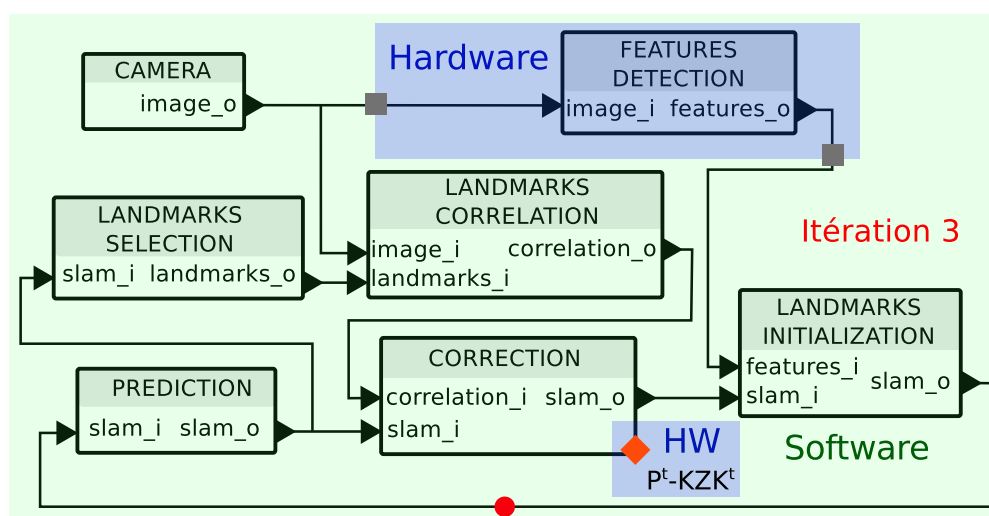 Hardware
FEATURES
DETECTION
image_i features_o
CAMERA
image_o
LANDMARKS
CORRELATION
image_i correlation_o
landmarks_i
LANDMARKS
SELECTION
slam_i landmarks_o
Itération 3
LANDMARKS
INITIALIZATION
features_i
slam_i slam_o
CORRECTION
correlation_i slam_o
slam_i
PREDICTION
slam_i slam_o
HW
Pᵗ-KZKᵗ
Software